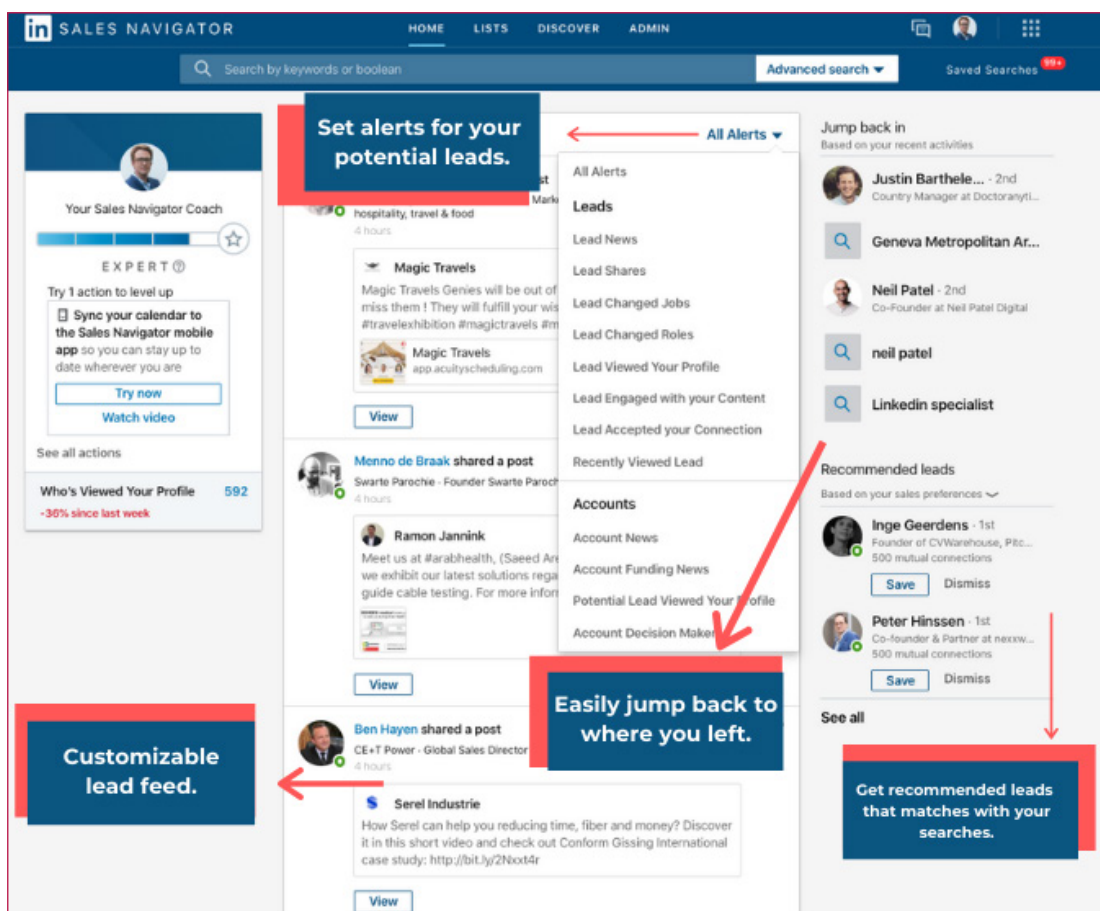 in SALES NAVIGATOR
HOME LISTS DISCOVER ADMIN
Search by keywords or boolean
Advanced search
Saved Searches 99+
Your Sales Navigator Coach
EXPERT
Try 1 action to level up
Sync your calendar to
the Sales Navigator mobile
app so you can stay up to
date wherever you are
Try now
Watch video
See all actions
Who's Viewed Your Profile 592
-36% since last week
Set alerts for your
potential leads.
All Alerts
hospitality, travel & food
4 hours
Magic Travels
Magic Travels Genies will be out of
miss them ! They will fulfill your wis
#travelexhibition #magictravels #m
Magic Travels
app.acuityscheduling.com
View
Menno de Braak shared a post
Swarte Parochie - Founder Swarte Paroch
4 hours
Ramon Jannink
Meet us at #arabhealth, (Saeed Are
we exhibit our latest solutions rega
guide cable testing. For more inform
View
Ben Hayen shared a post
CE+T Power - Global Sales Director
4 hours
Serel Industrie
How Serel can help you reducing time, fiber and money? Discover
it in this short video and check out Conform Gissing International
case study: http://bit.ly/2Nxxt4r
View
All Alerts
Leads
Lead News
Lead Shares
Lead Changed Jobs
Lead Changed Roles
Lead Viewed Your Profile
Lead Engaged with your Content
Lead Accepted your Connection
Recently Viewed Lead
Accounts
Account News
Account Funding News
Potential Lead Viewed Your Profile
Account Decision Maker
Jump back in
Based on your recent activities
Justin Barthele... · 2nd
Country Manager at Doctoranyti...
Geneva Metropolitan Ar...
Neil Patel · 2nd
Co-Founder at Neil Patel Digital
neil patel
Linkedin specialist
Recommended leads
Based on your sales preferences
Inge Geerdens · 1st
Founder of CVWarehouse, Pitc...
500 mutual connections
Save Dismiss
Peter Hinssen · 1st
Co-founder & Partner at nexxw...
500 mutual connections
Save Dismiss
See all
Easily jump back to
where you left.
Customizable
lead feed.
Get recommended leads
that matches with your
searches.